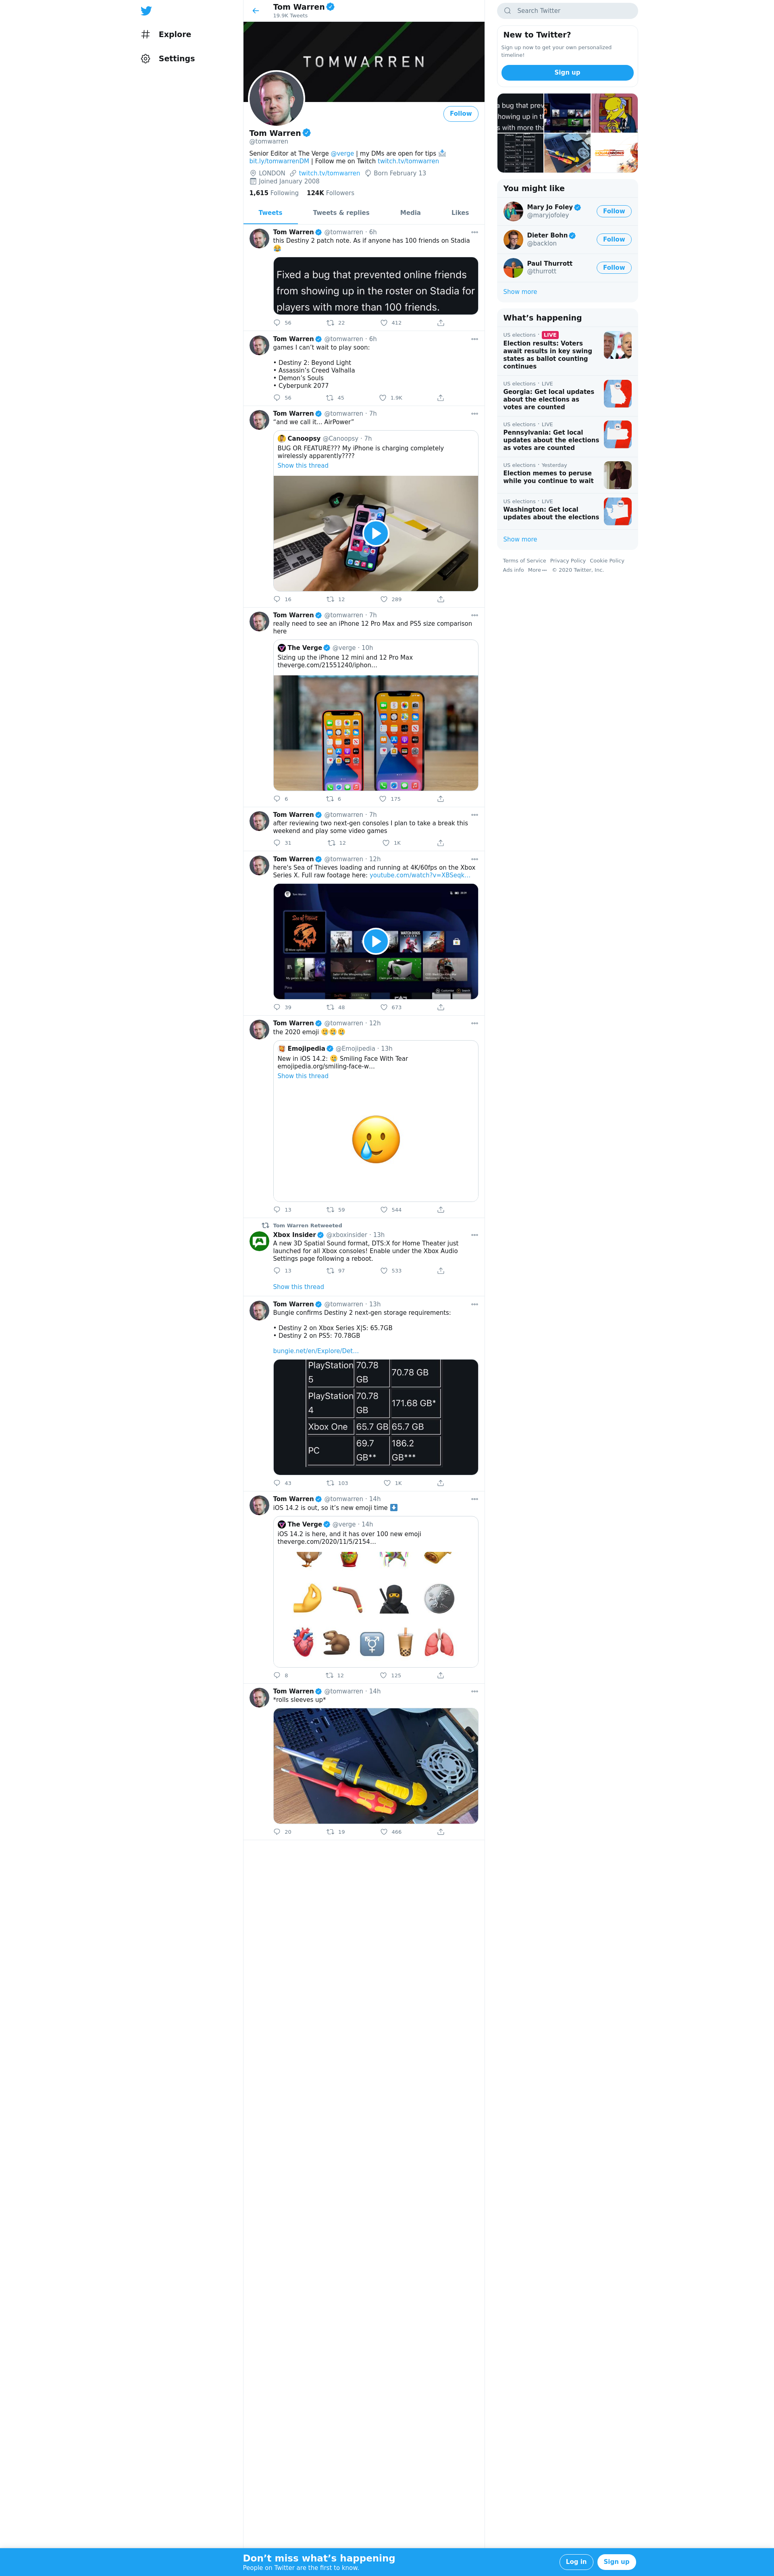 Explore
Settings
Tom Warren
19.9K Tweets
TOMWARREN
Follow
Tom Warren
@tomwarren
Senior Editor at The Verge @verge | my DMs are open for tips
bit.ly/tomwarrenDM | Follow me on Twitch twitch.tv/tomwarren
LONDON twitch.tv/tomwarren Born February 13
Joined January 2008
1,615 Following 124K Followers
Tweets Tweets & replies Media Likes
Tom Warren @tomwarren · 6h
this Destiny 2 patch note. As if anyone has 100 friends on Stadia
😂
Fixed a bug that prevented online friends
from showing up in the roster on Stadia for
players with more than 100 friends.
56 22 412
Tom Warren @tomwarren · 6h
games I can't wait to play soon:
• Destiny 2: Beyond Light
• Assassin's Creed Valhalla
• Demon's Souls
• Cyberpunk 2077
56 45 1.9K
Tom Warren @tomwarren · 7h
"and we call it... AirPower"
Canoopsy @Canoopsy · 7h
BUG OR FEATURE??? My iPhone is charging completely
wirelessly apparently????
Show this thread
16 12 289
Tom Warren @tomwarren · 7h
really need to see an iPhone 12 Pro Max and PS5 size comparison
here
The Verge @verge · 10h
Sizing up the iPhone 12 mini and 12 Pro Max
theverge.com/21551240/iphon…
6 6 175
Tom Warren @tomwarren · 7h
after reviewing two next-gen consoles I plan to take a break this
weekend and play some video games
31 12 1K
Tom Warren @tomwarren · 12h
here's Sea of Thieves loading and running at 4K/60fps on the Xbox
Series X. Full raw footage here: youtube.com/watch?v=XBSeqk…
39 48 673
Tom Warren @tomwarren · 12h
the 2020 emoji 🥲🥲🥲
Emojipedia @Emojipedia · 13h
New in iOS 14.2: 🥲 Smiling Face With Tear
emojipedia.org/smiling-face-w…
Show this thread
13 59 544
Tom Warren Retweeted
Xbox Insider @xboxinsider · 13h
A new 3D Spatial Sound format, DTS:X for Home Theater just
launched for all Xbox consoles! Enable under the Xbox Audio
Settings page following a reboot.
13 97 533
Show this thread
Tom Warren @tomwarren · 13h
Bungie confirms Destiny 2 next-gen storage requirements:
• Destiny 2 on Xbox Series X|S: 65.7GB
• Destiny 2 on PS5: 70.78GB
bungie.net/en/Explore/Det…
PlayStation 5 70.78 GB 70.78 GB
PlayStation 4 70.78 GB 171.68 GB*
Xbox One 65.7 GB 65.7 GB
PC 69.7 GB** 186.2 GB***
43 103 1K
Tom Warren @tomwarren · 14h
iOS 14.2 is out, so it's new emoji time
The Verge @verge · 14h
iOS 14.2 is here, and it has over 100 new emoji
theverge.com/2020/11/5/2154…
8 12 125
Tom Warren @tomwarren · 14h
*rolls sleeves up*
20 19 466
Search Twitter
New to Twitter?
Sign up now to get your own personalized
timeline!
Sign up
You might like
Mary Jo Foley
@maryjofoley
Follow
Dieter Bohn
@backlon
Follow
Paul Thurrott
@thurrott
Follow
Show more
What's happening
US elections · LIVE
Election results: Voters
await results in key swing
states as ballot counting
continues
US elections · LIVE
Georgia: Get local updates
about the elections as
votes are counted
US elections · LIVE
Pennsylvania: Get local
updates about the elections
as votes are counted
US elections · Yesterday
Election memes to peruse
while you continue to wait
US elections · LIVE
Washington: Get local
updates about the elections
Show more
Terms of Service Privacy Policy Cookie Policy
Ads info More © 2020 Twitter, Inc.
Don't miss what's happening
People on Twitter are the first to know.
Log in
Sign up